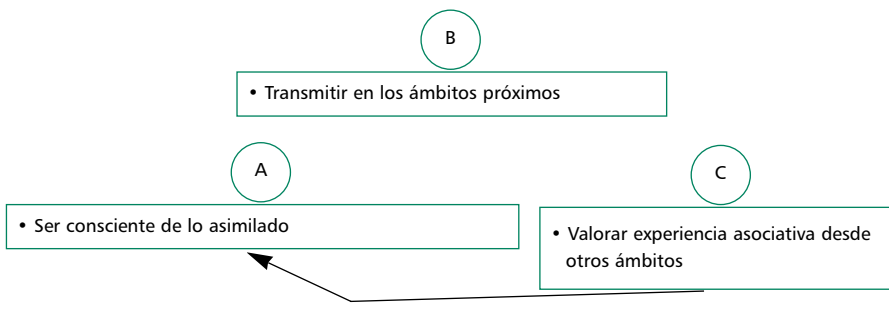 B
• Transmitir en los ámbitos próximos
A
• Ser consciente de lo asimilado
C
• Valorar experiencia asociativa desde
otros ámbitos